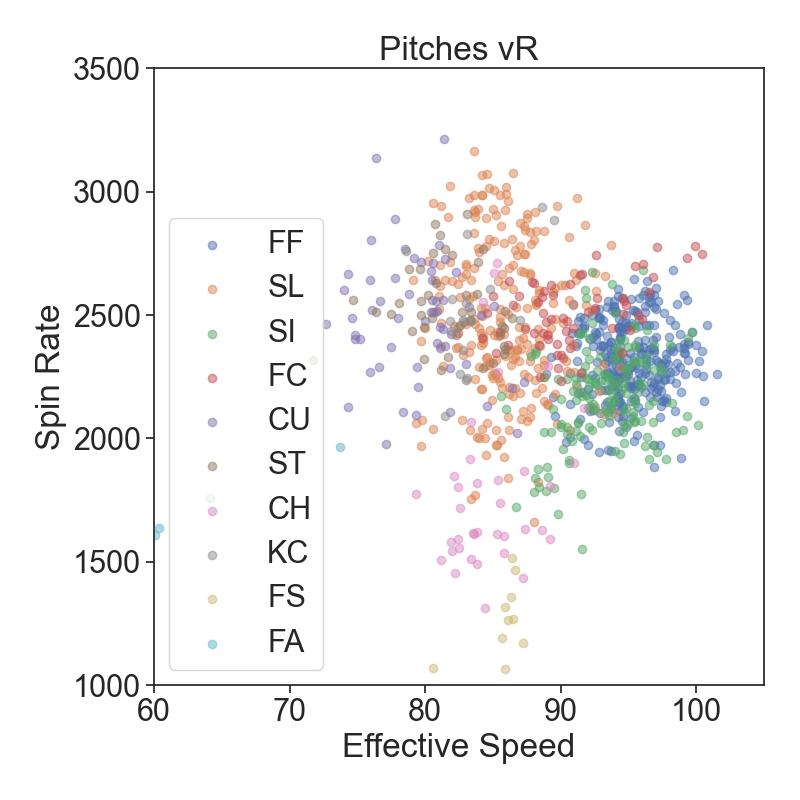 Pitches vR
3500
3000
2500
2000
1500
1000
Spin Rate
FF
SL
SI
FC
CU
ST
CH
KC
FS
FA
60 70 80 90 100
Effective Speed